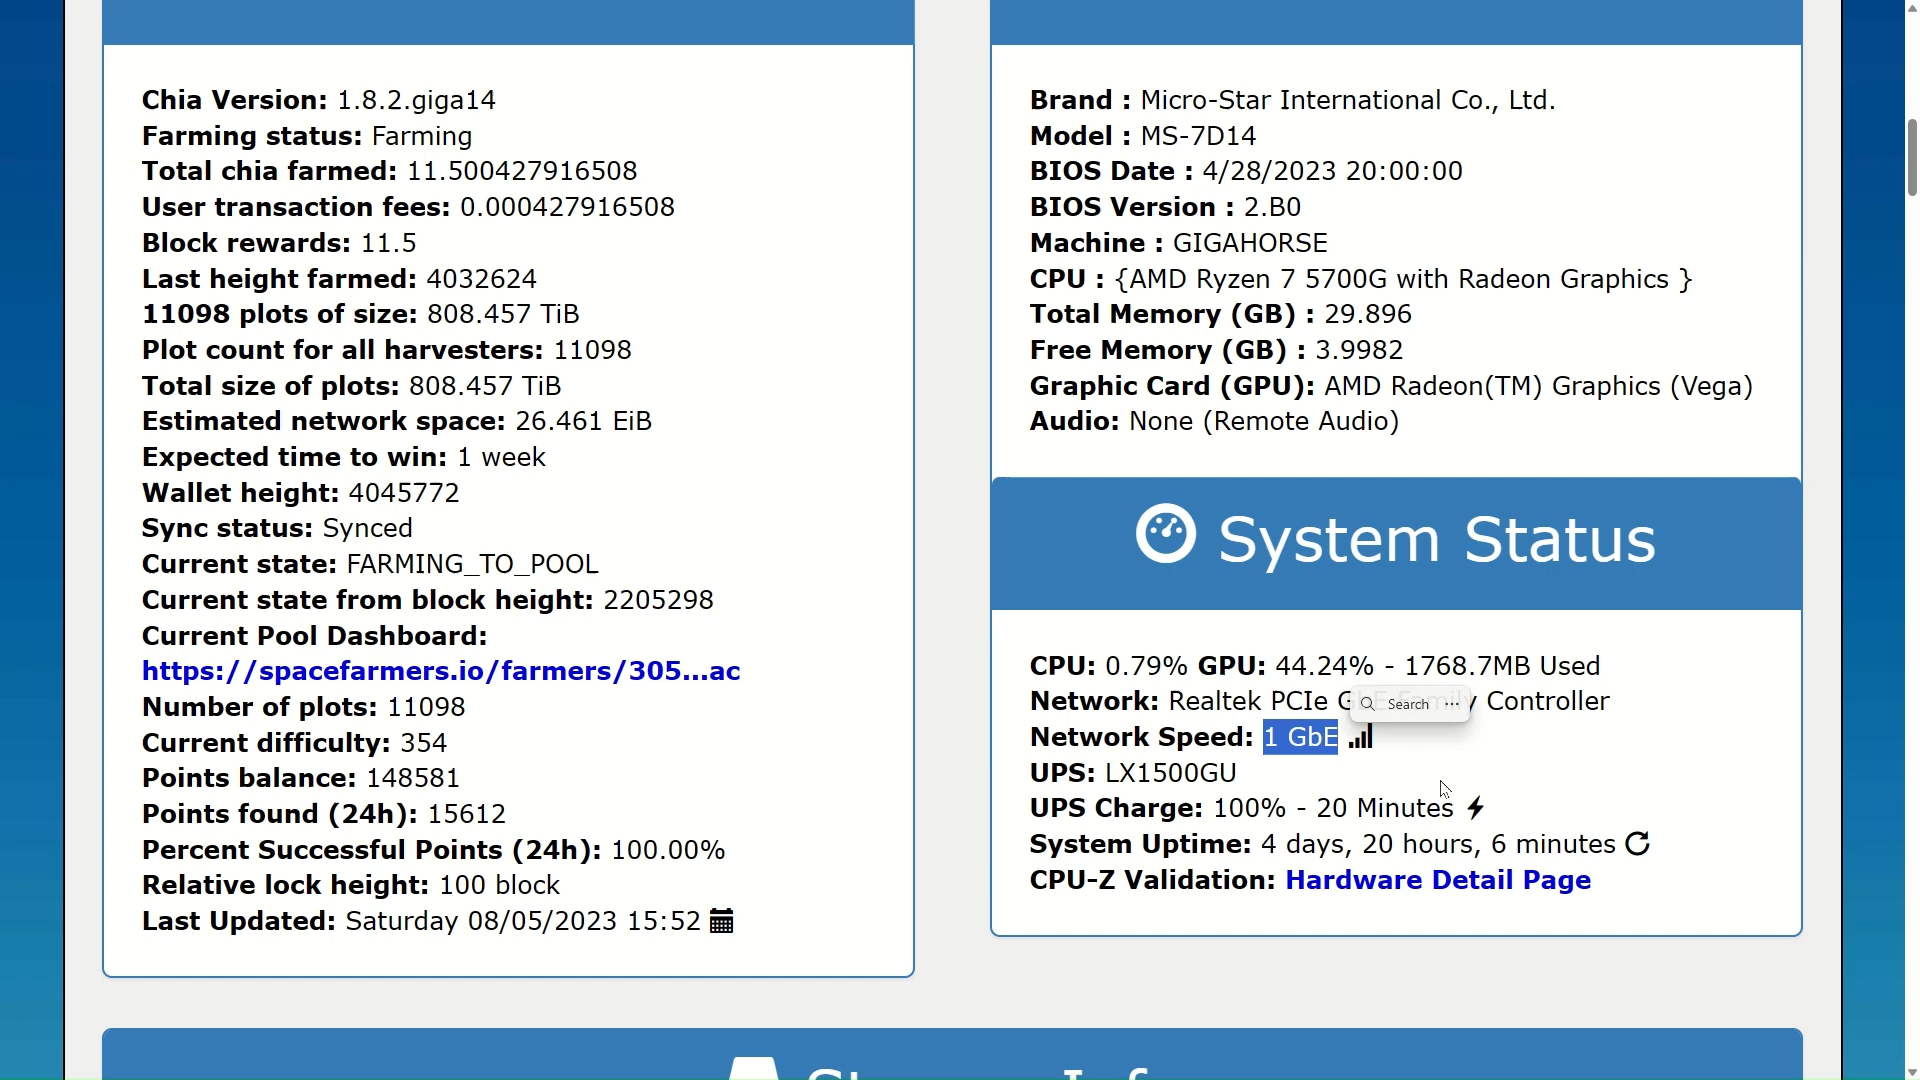 Chia Version: 1.8.2.giga14
Farming status: Farming
Total chia farmed: 11.500427916508
User transaction fees: 0.000427916508
Block rewards: 11.5
Last height farmed: 4032624
11098 plots of size: 808.457 TiB
Plot count for all harvesters: 11098
Total size of plots: 808.457 TiB
Estimated network space: 26.461 EiB
Expected time to win: 1 week
Wallet height: 4045772
Sync status: Synced
Current state: FARMING_TO_POOL
Current state from block height: 2205298
Current Pool Dashboard:
https://spacefarmers.io/farmers/305...ac
Number of plots: 11098
Current difficulty: 354
Points balance: 148581
Points found (24h): 15612
Percent Successful Points (24h): 100.00%
Relative lock height: 100 block
Last Updated: Saturday 08/05/2023 15:52
Brand : Micro-Star International Co., Ltd.
Model : MS-7D14
BIOS Date : 4/28/2023 20:00:00
BIOS Version : 2.B0
Machine : GIGAHORSE
CPU : {AMD Ryzen 7 5700G with Radeon Graphics }
Total Memory (GB) : 29.896
Free Memory (GB) : 3.9982
Graphic Card (GPU): AMD Radeon(TM) Graphics (Vega)
Audio: None (Remote Audio)
System Status
CPU: 0.79% GPU: 44.24% - 1768.7MB Used
Network: Realtek PCIe GbE Family Controller
Search ...
Network Speed: 1 GbE
UPS: LX1500GU
UPS Charge: 100% - 20 Minutes
System Uptime: 4 days, 20 hours, 6 minutes
CPU-Z Validation: Hardware Detail Page